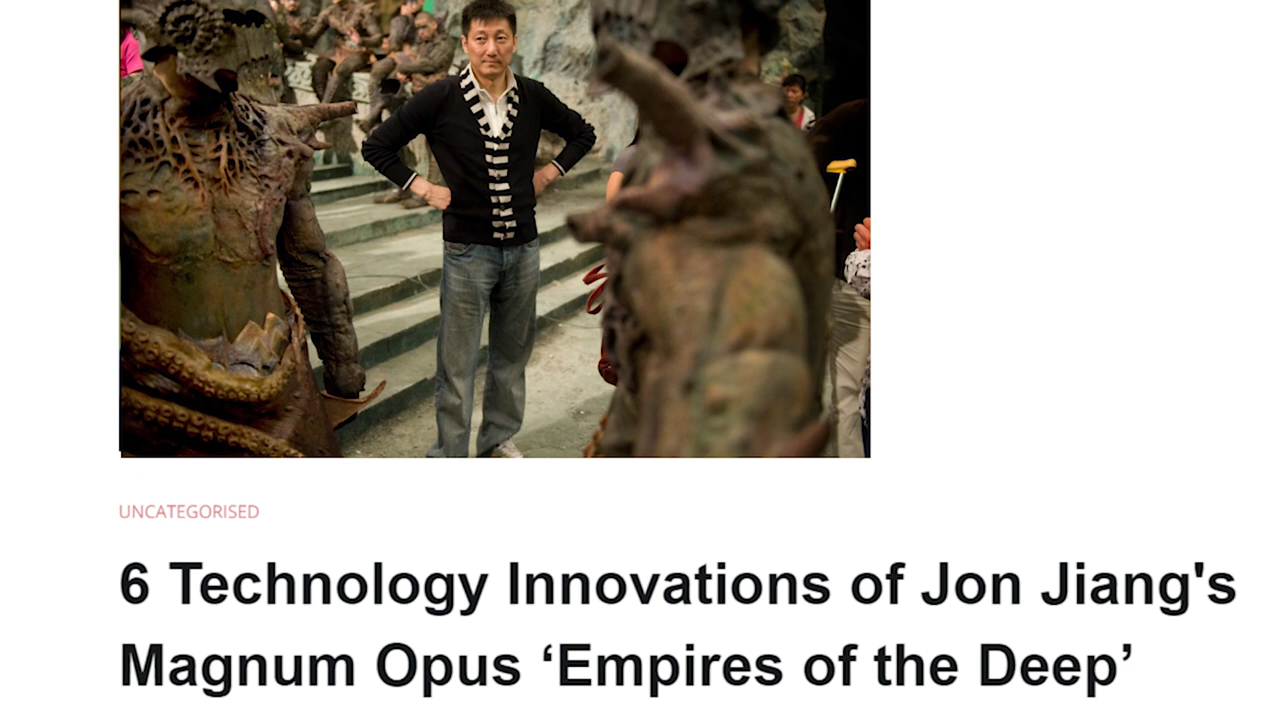 UNCATEGORISED
6 Technology Innovations of Jon Jiang's
Magnum Opus ‘Empires of the Deep’